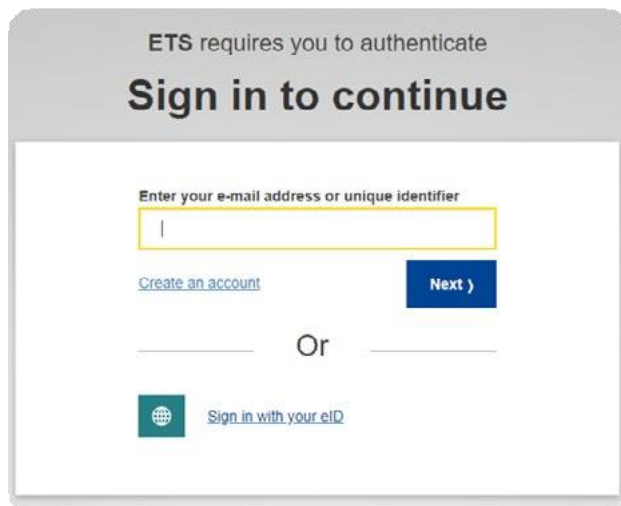 ETS requires you to authenticate
Sign in to continue
Enter your e-mail address or unique identifier
Create an account
Next ⟩
Or
Sign in with your eID